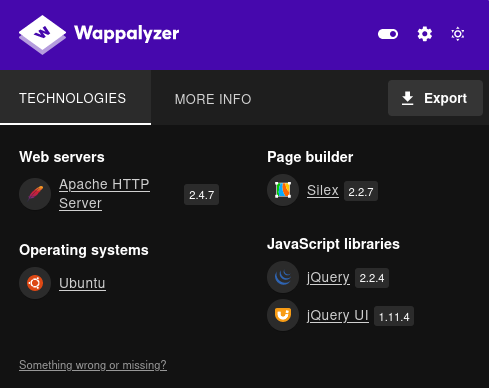 Wappalyzer
TECHNOLOGIES
MORE INFO
Export
Web servers
Apache HTTP
Server
2.4.7
Operating systems
Ubuntu
Page builder
Silex 2.2.7
JavaScript libraries
jQuery 2.2.4
jQuery UI 1.11.4
Something wrong or missing?